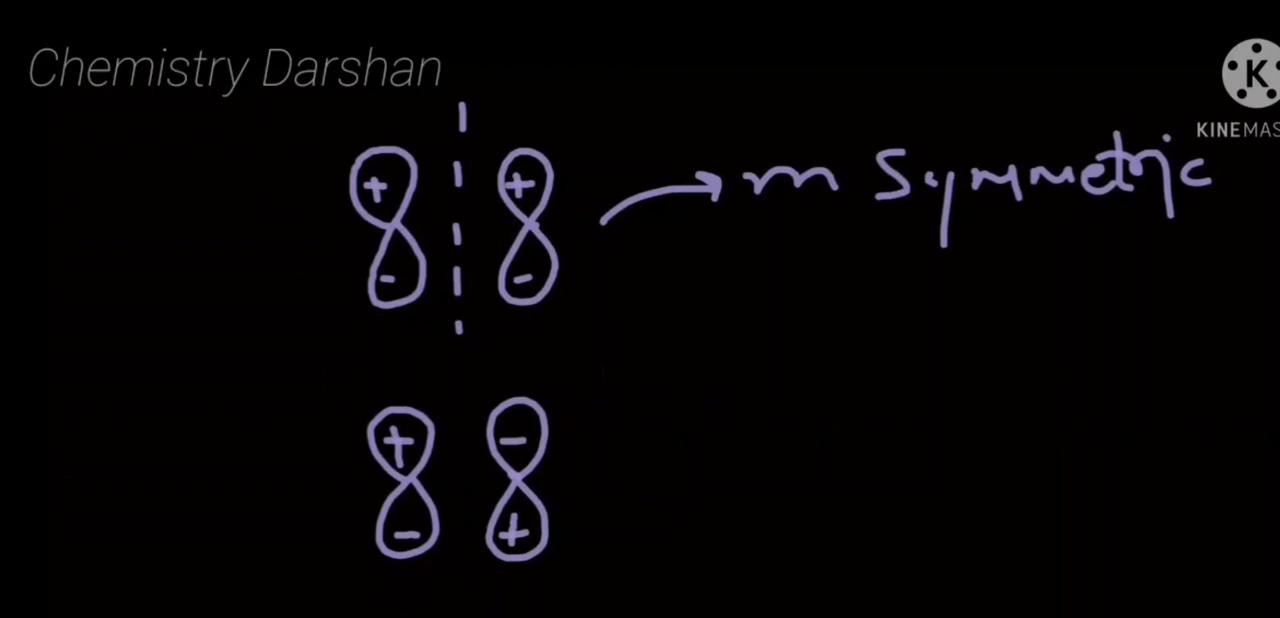 Chemistry Darshan
K
KINEMAS
+ + m Symmetric
- -
+ -
- +